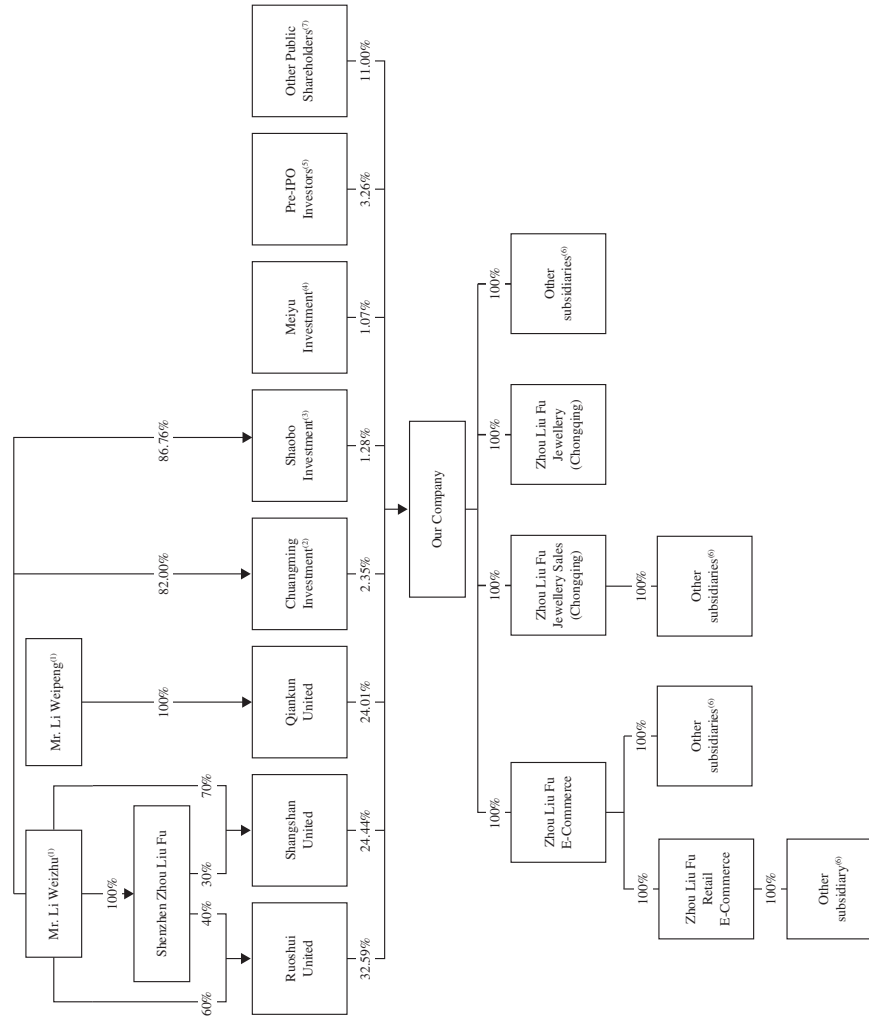 Mr. Li Weizhu(1)
Mr. Li Weipeng(1)
100%
Shenzhen Zhou Liu Fu
60%
40%
30%
70%
100%
82.00%
86.76%
Ruoshui
United
Shangshan
United
Qiankun
United
Chuangming
Investment(2)
Shaobo
Investment(3)
Meiyu
Investment(4)
Pre-IPO
Investors(5)
Other Public
Shareholders(7)
32.59%
24.44%
24.01%
2.35%
1.28%
1.07%
3.26%
11.00%
Our Company
100%
100%
100%
100%
Zhou Liu Fu
E-Commerce
Zhou Liu Fu
Jewellery Sales
(Chongqing)
Zhou Liu Fu
Jewellery
(Chongqing)
Other
subsidiaries(6)
100%
100%
100%
Zhou Liu Fu
Retail
E-Commerce
Other
subsidiaries(6)
Other
subsidiaries(6)
100%
Other
subsidiary(6)